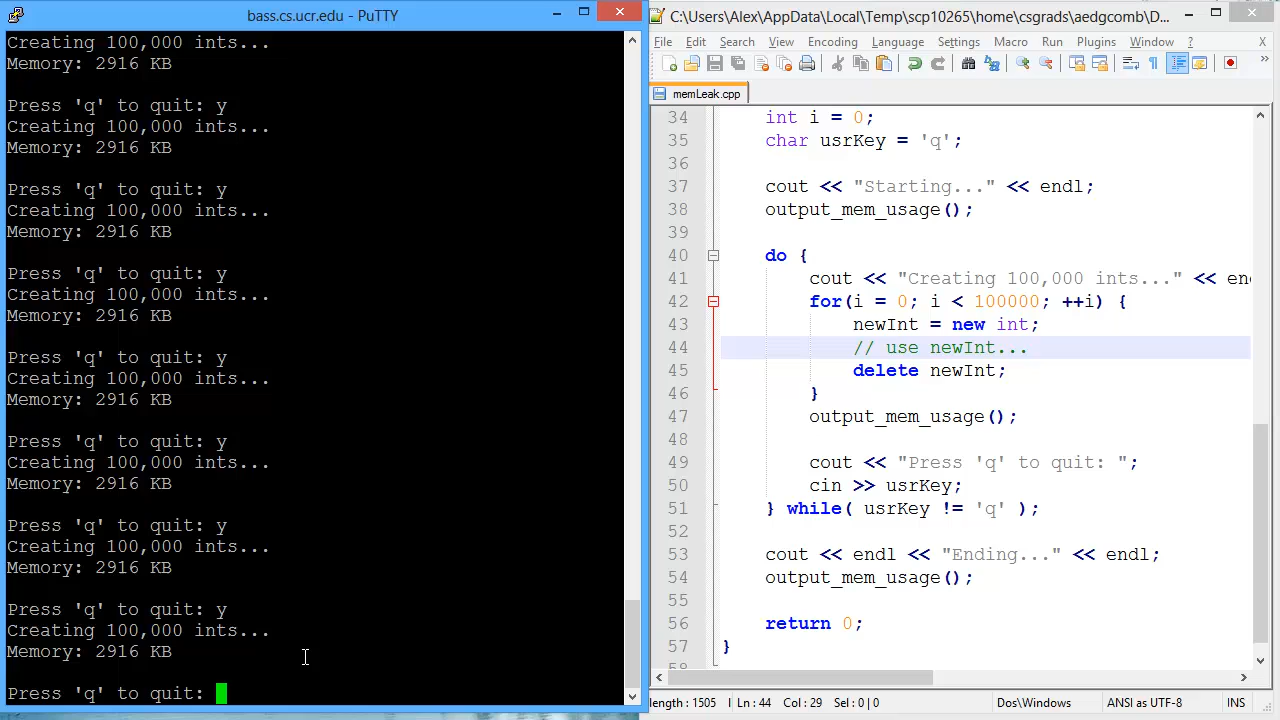 bass.cs.ucr.edu - PuTTY
Creating 100,000 ints...
Memory: 2916 KB
Press 'q' to quit: y
Creating 100,000 ints...
Memory: 2916 KB
Press 'q' to quit: y
Creating 100,000 ints...
Memory: 2916 KB
Press 'q' to quit: y
Creating 100,000 ints...
Memory: 2916 KB
Press 'q' to quit: y
Creating 100,000 ints...
Memory: 2916 KB
Press 'q' to quit: y
Creating 100,000 ints...
Memory: 2916 KB
Press 'q' to quit: y
Creating 100,000 ints...
Memory: 2916 KB
Press 'q' to quit: y
Creating 100,000 ints...
Memory: 2916 KB
Press 'q' to quit:
C:\Users\Alex\AppData\Local\Temp\scp10265\home\csgrads\aedgcomb\D...
File Edit Search View Encoding Language Settings Macro Run Plugins Window ? X
memLeak.cpp
34 int i = 0;
35 char usrKey = 'q';
36
37 cout << "Starting..." << endl;
38 output_mem_usage();
39
40 do {
41 cout << "Creating 100,000 ints..." << en
42 for(i = 0; i < 100000; ++i) {
43 newInt = new int;
44 // use newInt...
45 delete newInt;
46 }
47 output_mem_usage();
48
49 cout << "Press 'q' to quit: ";
50 cin >> usrKey;
51 } while( usrKey != 'q' );
52
53 cout << endl << "Ending..." << endl;
54 output_mem_usage();
55
56 return 0;
57 }
58
length : 1505 Ln : 44 Col : 29 Sel : 0 | 0 Dos\Windows ANSI as UTF-8 INS